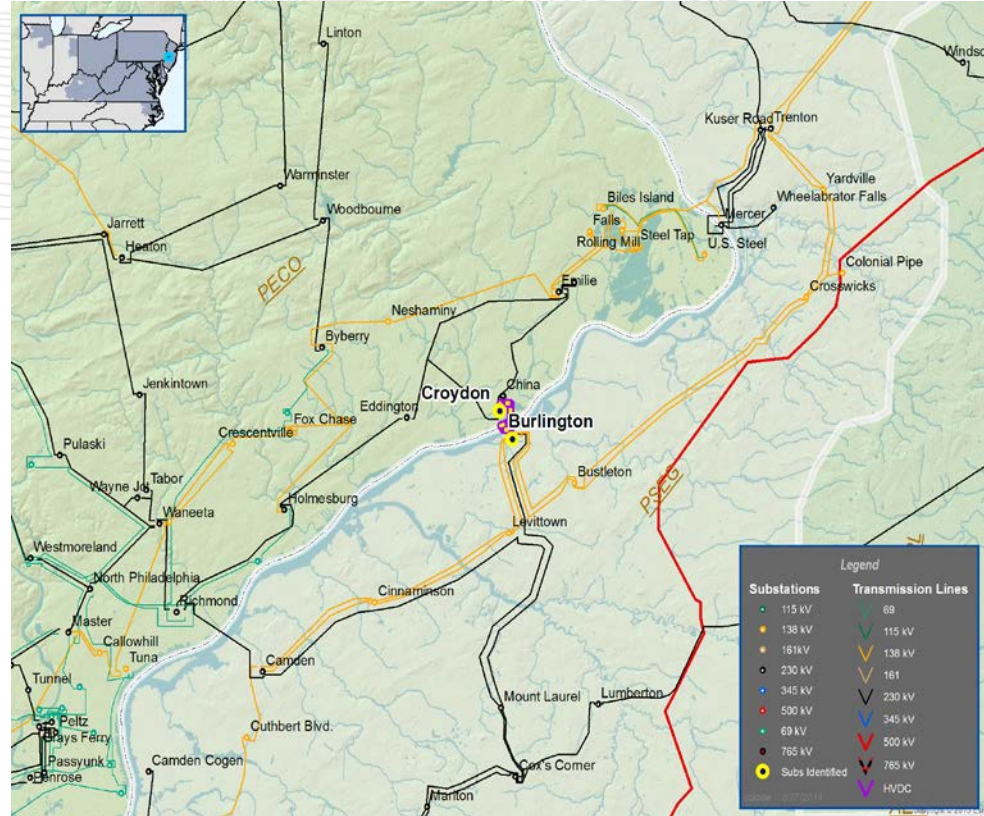 Linton
Windsc
Kuser Road
Trenton
Warminster
Yardville
Biles Island
Wheelabrator Falls
Woodbourne
Jarrett
Falls
Mercer
Steel Tap
Rolling Mill
U.S. Steel
Heaton
Colonial Pipe
PECO
Emilie
Crosswicks
Neshaminy
Byberry
Jenkintown
China
Croydon
Eddington
Burlington
Fox Chase
Crescentville
Pulaski
Bustleton
Tabor
Wayne Jct
PSEG
Holmesburg
Waneeta
Levittown
Westmoreland
North Philadelphia
Cinnaminson
Richmond
Master
Callowhill
Tuna
Camden
Tunnel
Mount Laurel
Lumberton
Peltz
Cuthbert Blvd.
Grays Ferry
Passyunk
Camden Cogen
Cox's Corner
Penrose
Marlton
Legend
Substations
115 kV
138 kV
161kV
230 kV
345 kV
500 kV
69 kV
765 kV
Subs Identified
Transmission Lines
69
115 kV
138 kV
161
230 kV
345 kV
500 kV
765 kV
HVDC